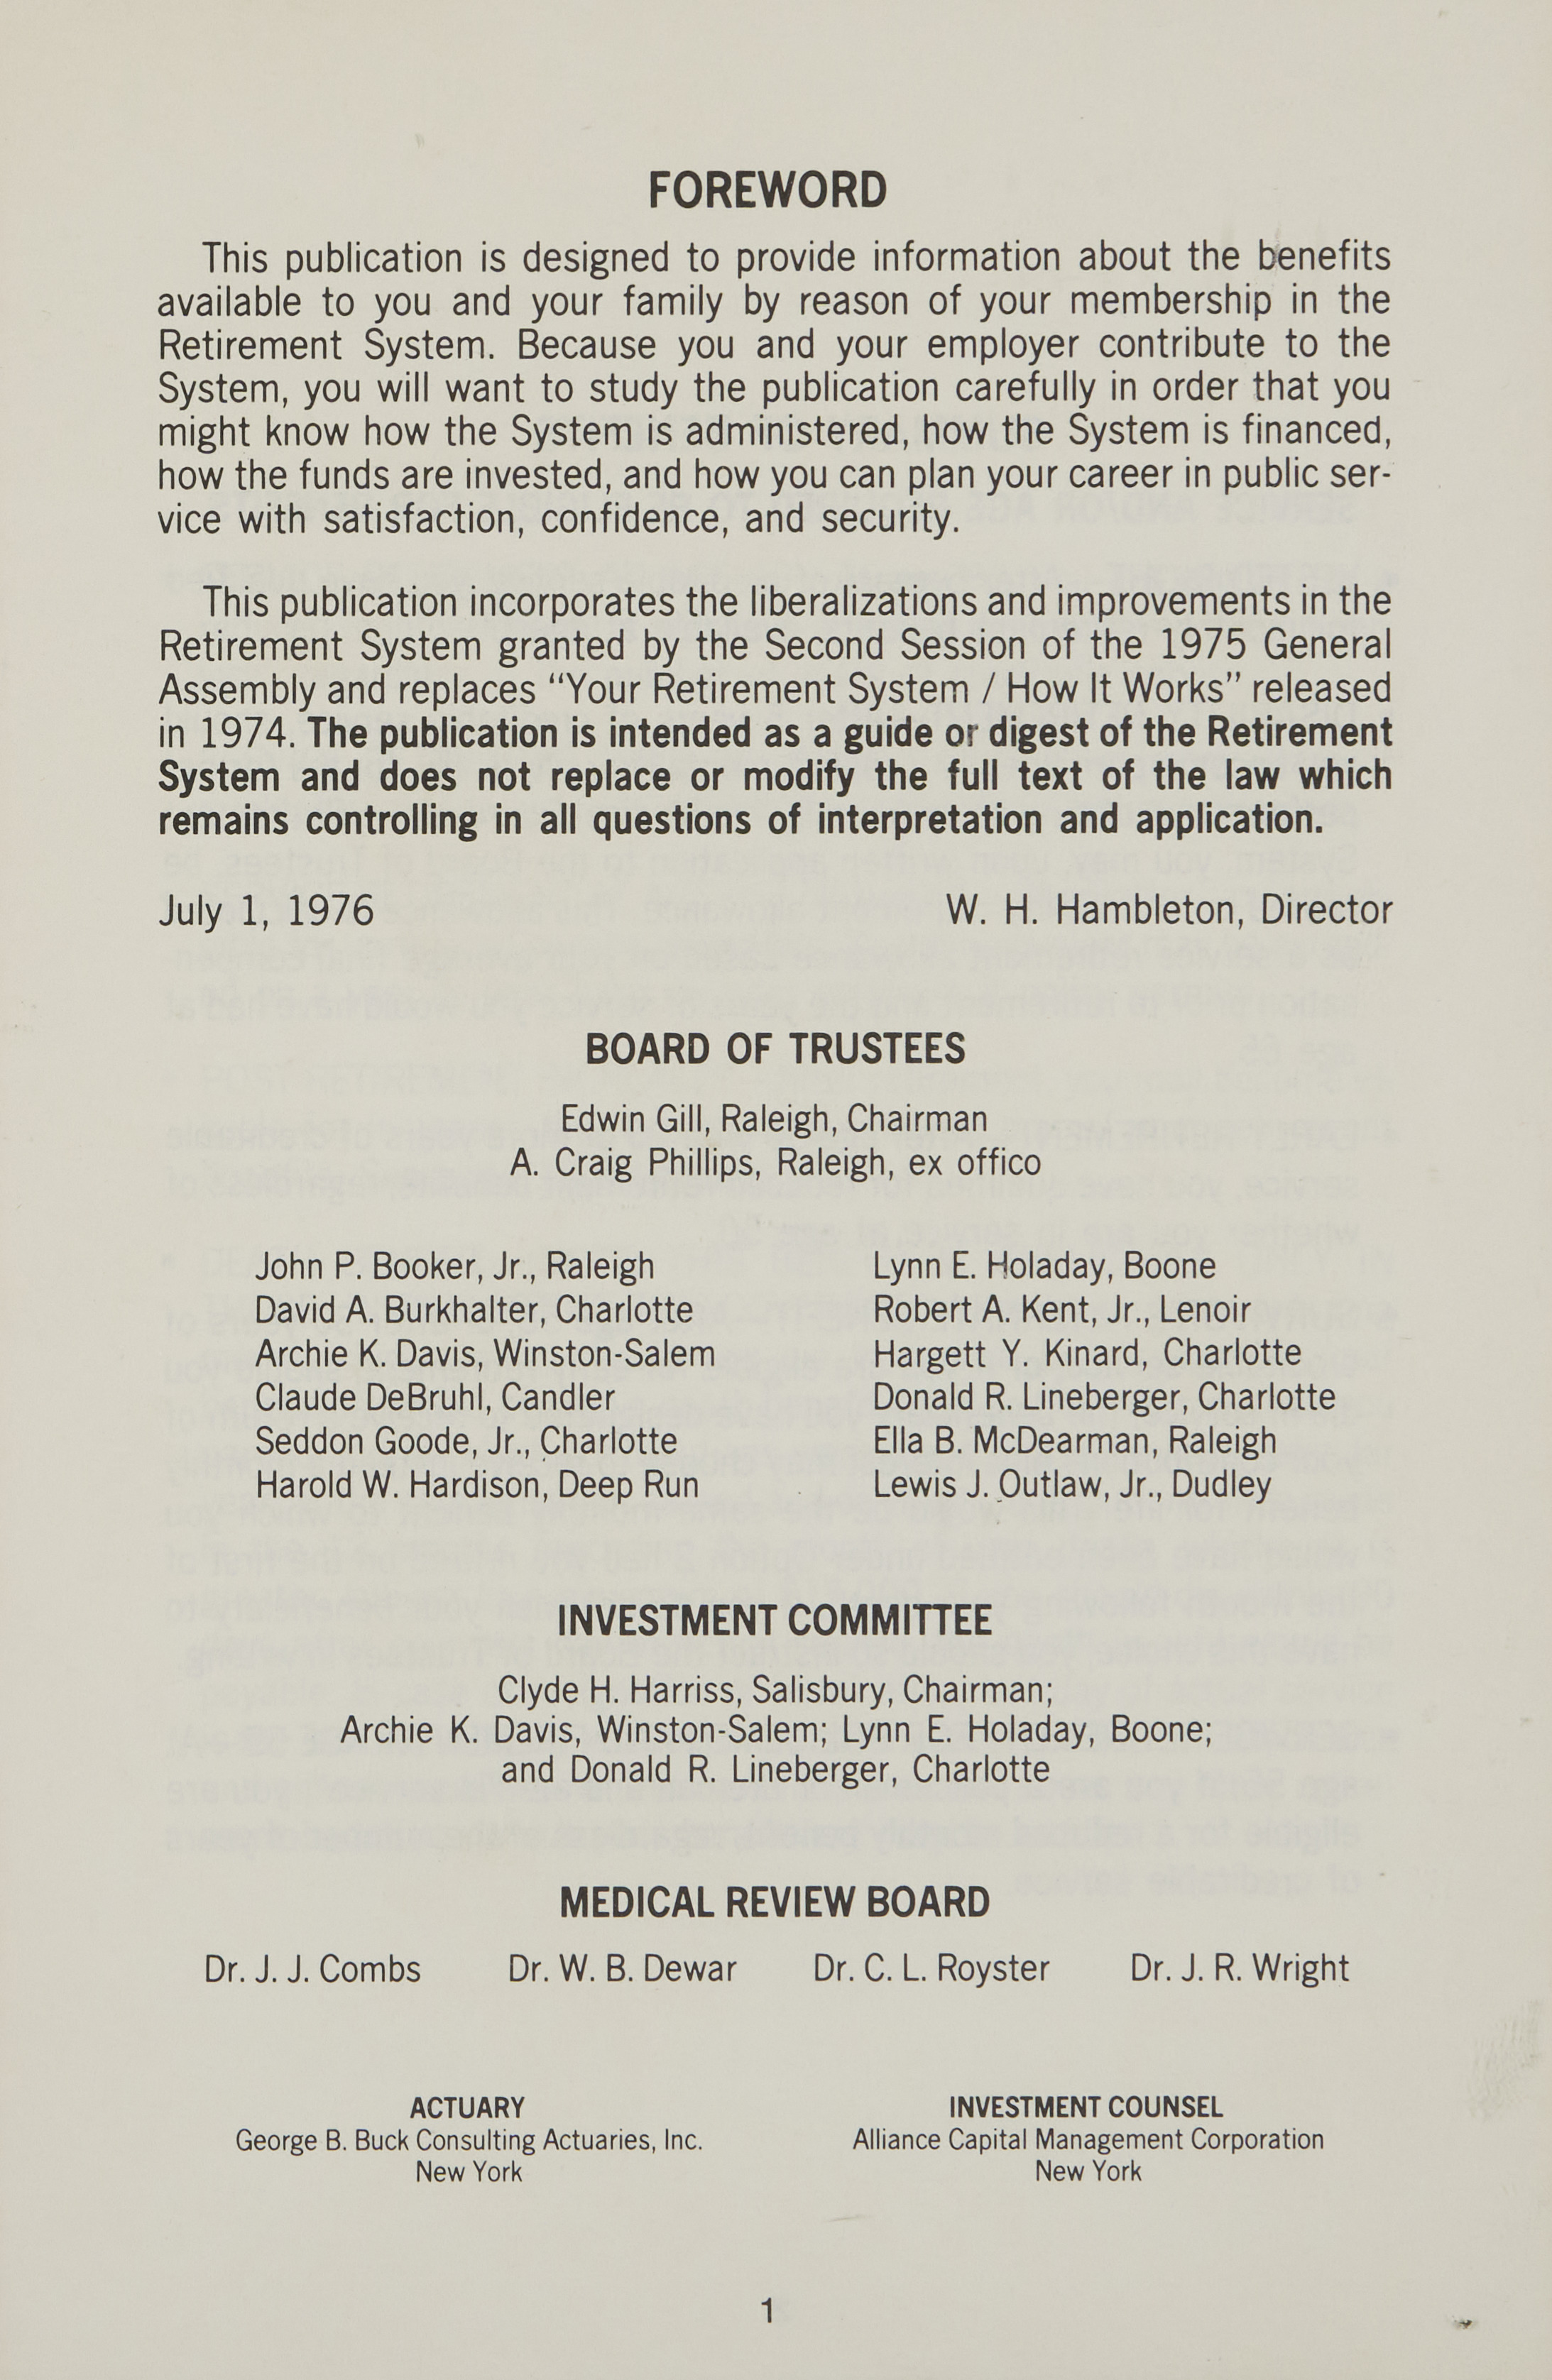 FOREWORD
This publication is designed to provide information about the benefits
available to you and your family by reason of your membership in the
Retirement System. Because you and your employer contribute to the
System, you will want to study the publication carefully in order that you
might know how the System is administered, how the System is financed,
how the funds are invested, and how you can plan your career in public ser-
vice with satisfaction, confidence, and security.
This publication incorporates the liberalizations and improvements in the
Retirement System granted by the Second Session of the 1975 General
Assembly and replaces “Your Retirement System / How It Works” released
in 1974. The publication is intended as a guide or digest of the Retirement
System and does not replace or modify the full text of the law which
remains controlling in all questions of interpretation and application.
July 1, 1976 W. H. Hambleton, Director
BOARD OF TRUSTEES
Edwin Gill, Raleigh, Chairman
A. Craig Phillips, Raleigh, ex offico
John P. Booker, Jr., Raleigh
David A. Burkhalter, Charlotte
Archie K. Davis, Winston-Salem
Claude DeBruhl, Candler
Seddon Goode, Jr., Charlotte
Harold W. Hardison, Deep Run
Lynn E. Holaday, Boone
Robert A. Kent, Jr., Lenoir
Hargett Y. Kinard, Charlotte
Donald R. Lineberger, Charlotte
Ella B. McDearman, Raleigh
Lewis J. Outlaw, Jr., Dudley
INVESTMENT COMMITTEE
Clyde H. Harriss, Salisbury, Chairman;
Archie K. Davis, Winston-Salem; Lynn E. Holaday, Boone;
and Donald R. Lineberger, Charlotte
MEDICAL REVIEW BOARD
Dr. J. J. Combs Dr. W. B. Dewar Dr. C. L. Royster Dr. J. R. Wright
ACTUARY
George B. Buck Consulting Actuaries, Inc.
New York
INVESTMENT COUNSEL
Alliance Capital Management Corporation
New York
1